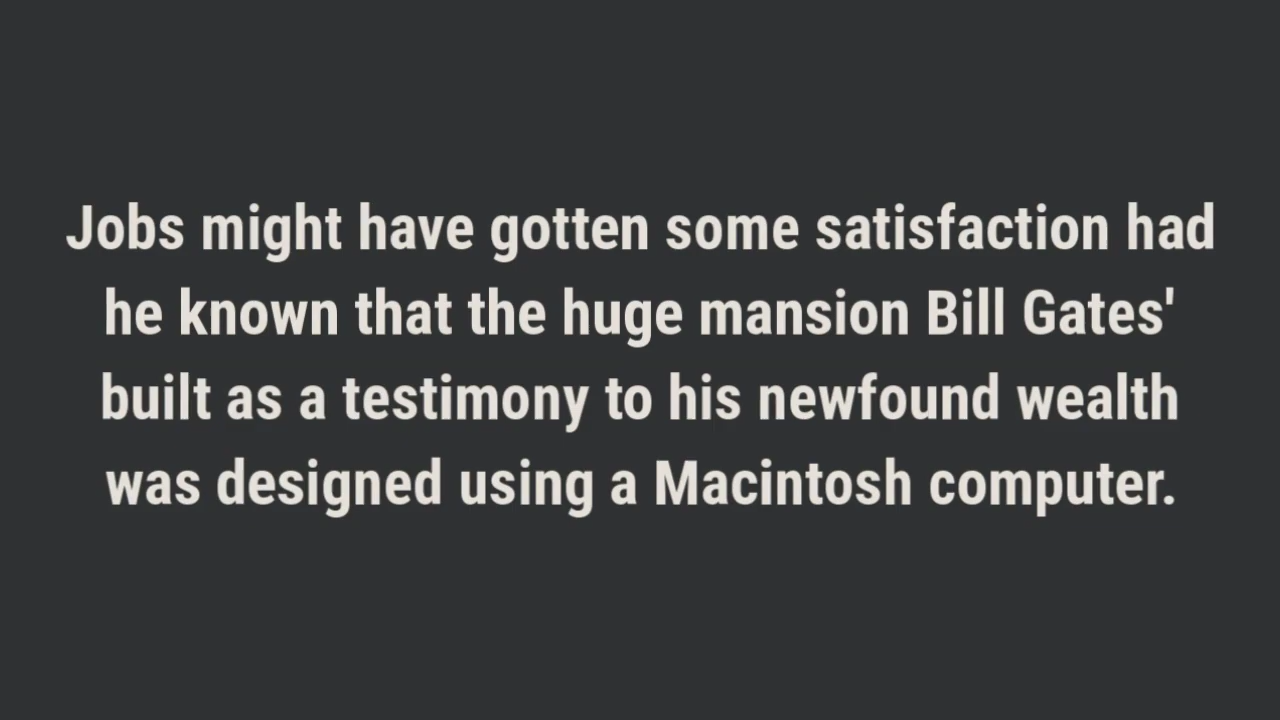 Jobs might have gotten some satisfaction had
he known that the huge mansion Bill Gates'
built as a testimony to his newfound wealth
was designed using a Macintosh computer.